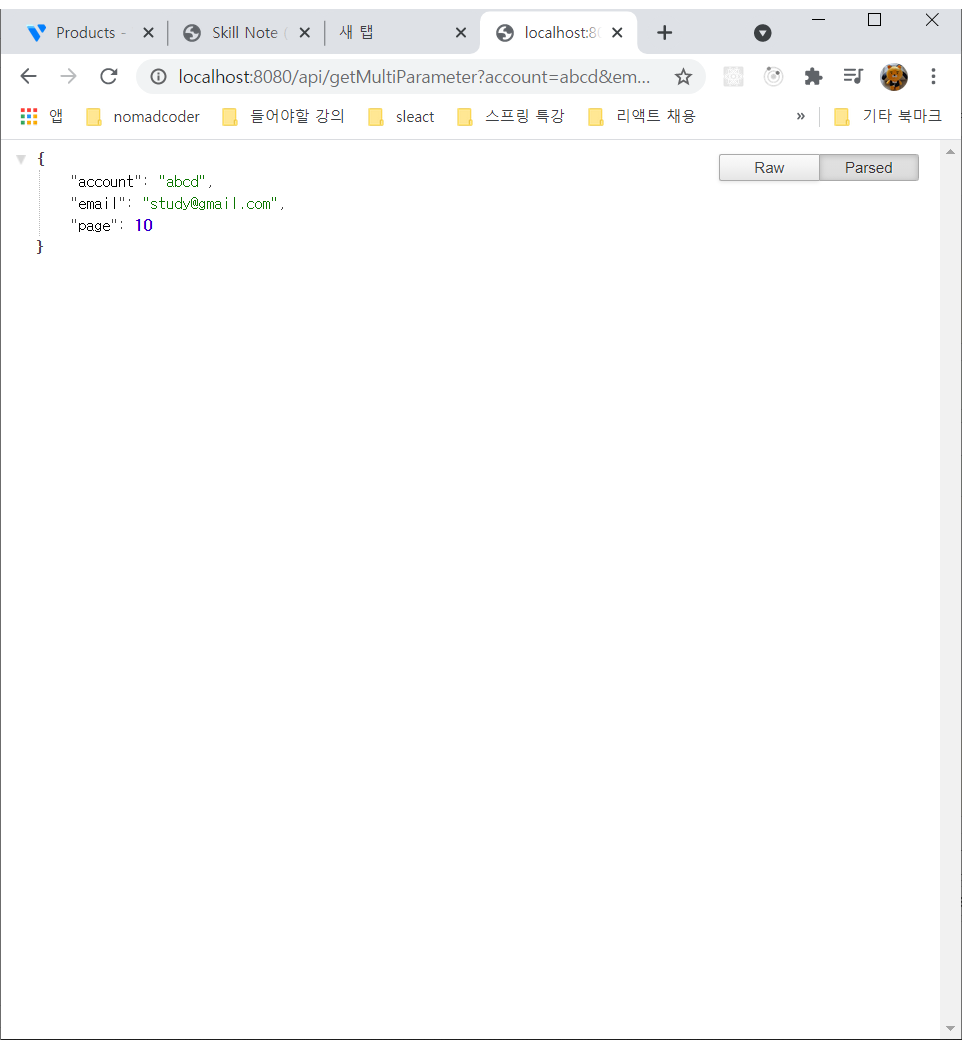 Products - Skill Note ( 새 탭 localhost:80
localhost:8080/api/getMultiParameter?account=abcd&em...
앱 nomadcoder 들어야할 강의 sleact 스프링 특강 리액트 채용 » 기타 북마크
{
Raw Parsed
"account": "abcd",
"email": "study@gmail.com",
"page": 10
}